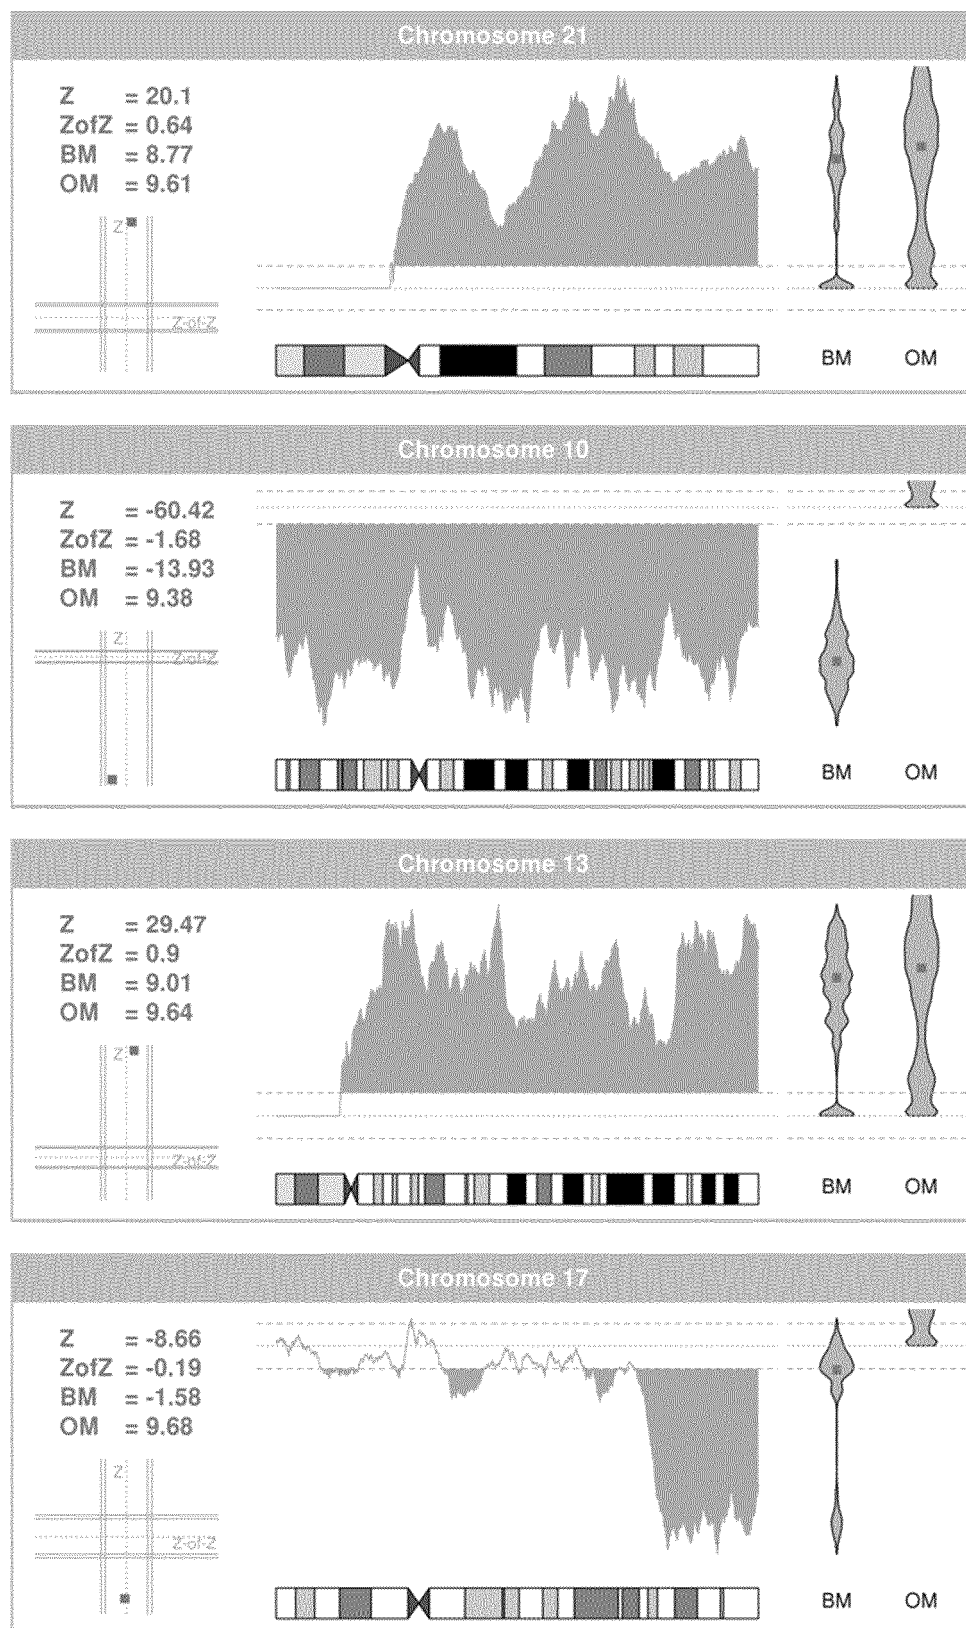 Chromosome 21
Z = 20.1
ZofZ = 0.64
BM = 8.77
OM = 9.61
Z
Z-of-Z
BM OM
Chromosome 10
Z = -60.42
ZofZ = -1.68
BM = -13.93
OM = 9.38
Z
Z-of-Z
BM OM
Chromosome 13
Z = 29.47
ZofZ = 0.9
BM = 9.01
OM = 9.64
Z
Z-of-Z
BM OM
Chromosome 17
Z = -8.66
ZofZ = -0.19
BM = -1.58
OM = 9.68
Z
Z-of-Z
BM OM